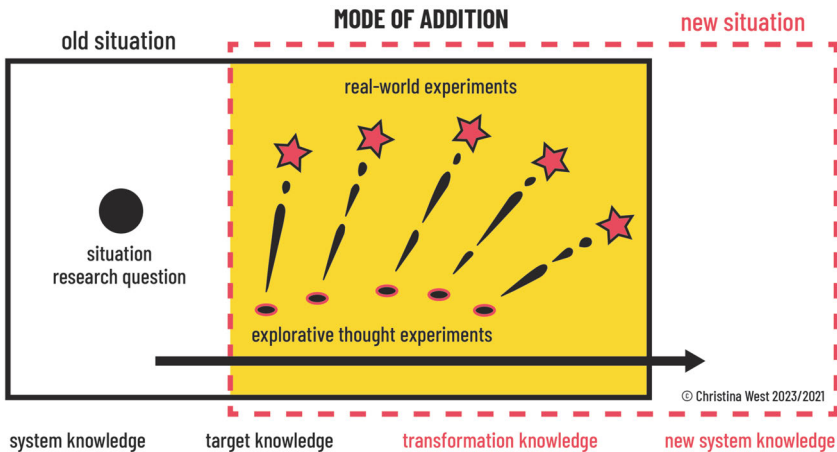 MODE OF ADDITION
old situation
new situation
real-world experiments
situation
research question
explorative thought experiments
© Christina West 2023/2021
system knowledge
target knowledge
transformation knowledge
new system knowledge